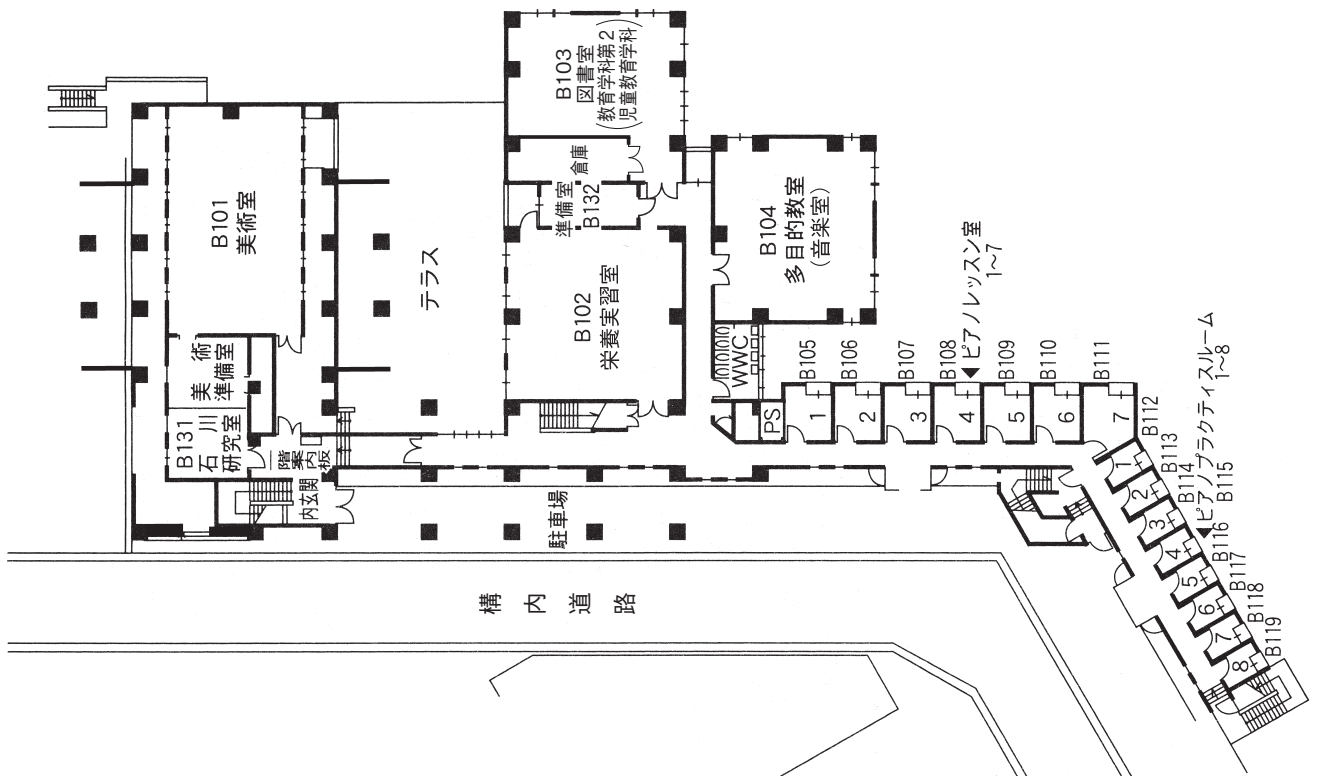 B101
美術室
美術
準備室
B131
石川
研究室
一階
案内板
内玄関
テラス
B103
図書室
(教育学科第2
児童教育学科)
倉庫
準備室
B132
B102
栄養実習室
B104
多目的教室
(音楽室)
WWC
PS
駐車場
構内道路
ピアノレッスン室
1~7
B105
B106
B107
B108
B109
B110
B111
1
2
3
4
5
6
7
ピアノプラクティスルーム
1~8
B112
B113
B114
B115
B116
B117
B118
B119
1
2
3
4
5
6
7
8